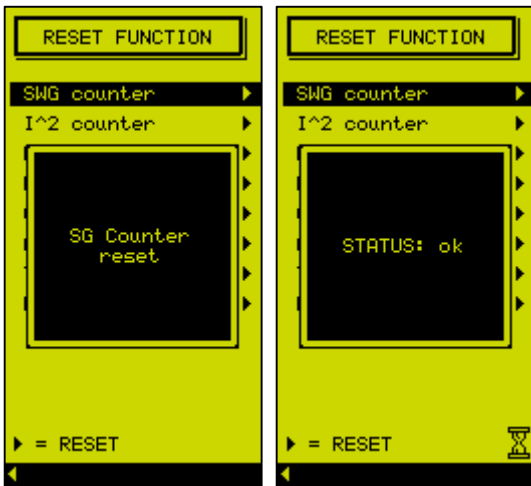 RESET FUNCTION
SWG counter
I^2 counter
SG Counter
reset
▶ = RESET
RESET FUNCTION
SWG counter
I^2 counter
STATUS: ok
▶ = RESET